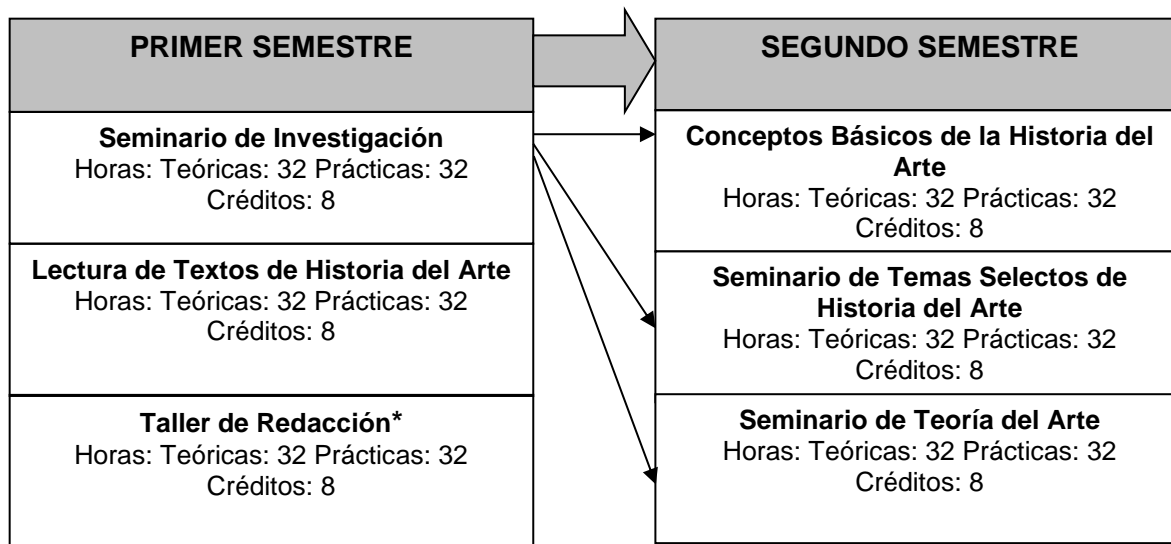 PRIMER SEMESTRE
Seminario de Investigación
Horas: Teóricas: 32 Prácticas: 32
Créditos: 8
Lectura de Textos de Historia del Arte
Horas: Teóricas: 32 Prácticas: 32
Créditos: 8
Taller de Redacción*
Horas: Teóricas: 32 Prácticas: 32
Créditos: 8
SEGUNDO SEMESTRE
Conceptos Básicos de la Historia del
Arte
Horas: Teóricas: 32 Prácticas: 32
Créditos: 8
Seminario de Temas Selectos de
Historia del Arte
Horas: Teóricas: 32 Prácticas: 32
Créditos: 8
Seminario de Teoría del Arte
Horas: Teóricas: 32 Prácticas: 32
Créditos: 8